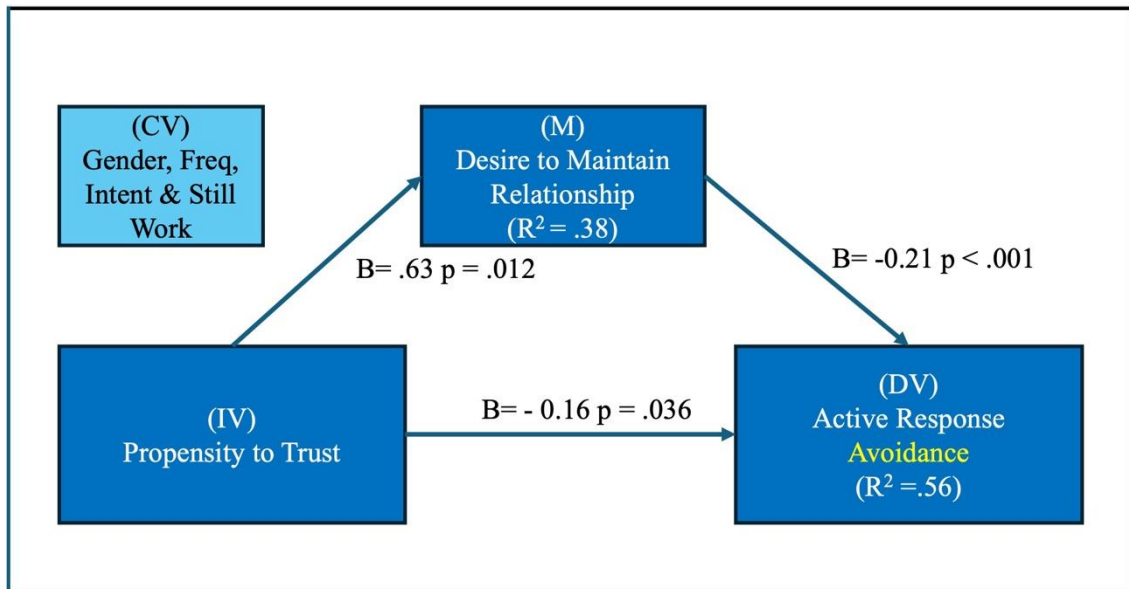 (CV)
Gender, Freq,
Intent & Still
Work
(M)
Desire to Maintain
Relationship
(R² = .38)
B= .63 p = .012
B= -0.21 p < .001
(IV)
Propensity to Trust
B= - 0.16 p = .036
(DV)
Active Response
Avoidance
(R² =.56)